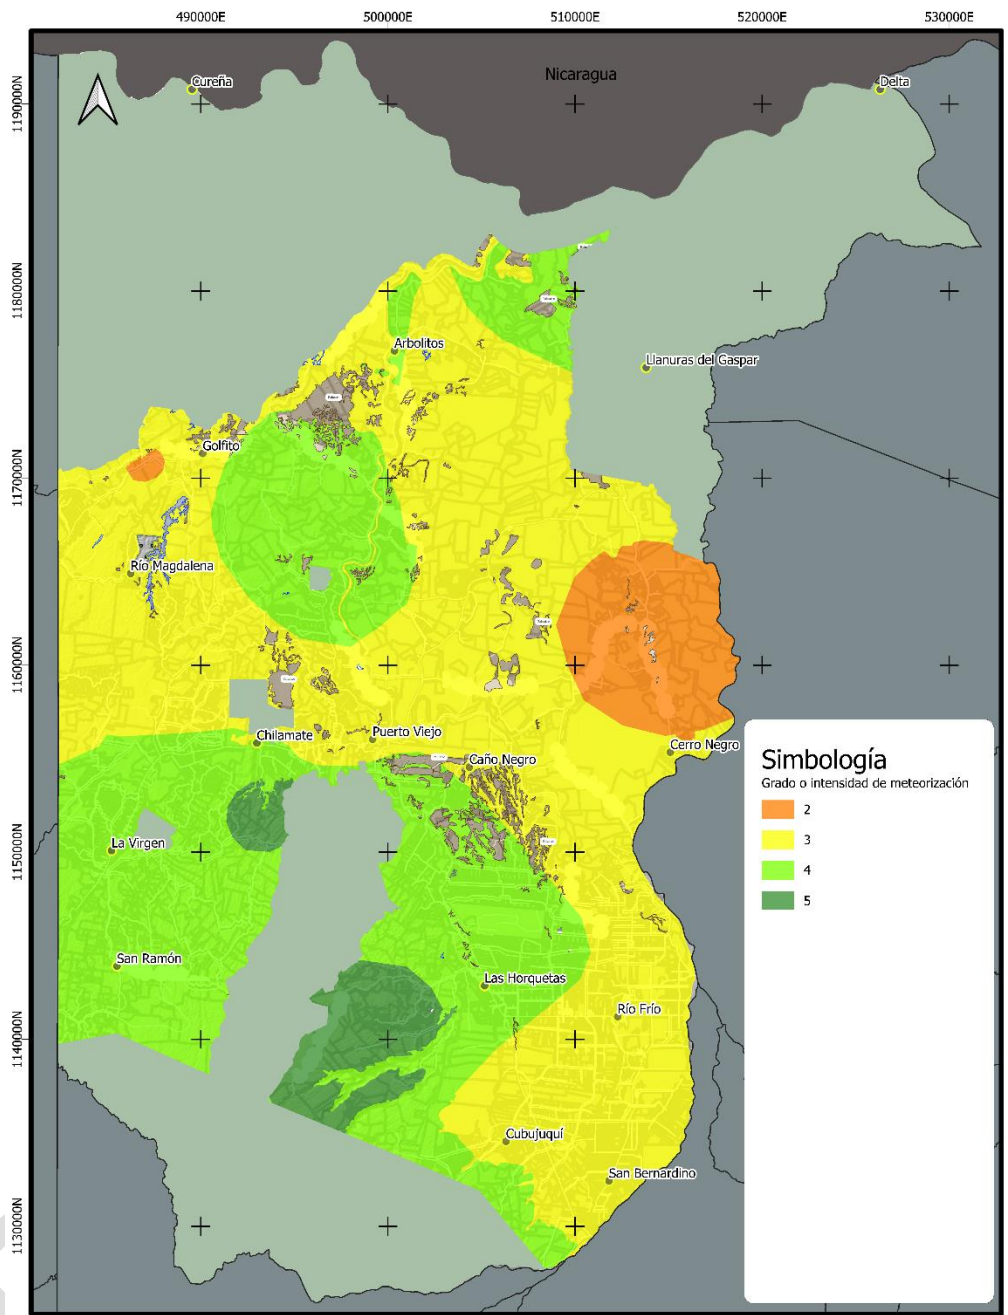 490000E
500000E
510000E
520000E
530000E
Nicaragua
Cureña
Delta
1190000N
1180000N
Arbolitos
Llanuras del Gaspar
Golfito
1170000N
Río Magdalena
1160000N
Chilamate
Puerto Viejo
Caño Negro
Cerro Negro
La Virgen
1150000N
San Ramón
Las Horquetas
Río Frío
1140000N
Cubujuquí
San Bernardino
1130000N
Simbología
Grado o intensidad de meteorización
2
3
4
5